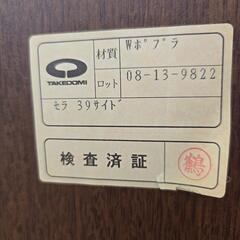 TAKEDOMI
材質 Wﾎﾟﾌﾟﾗ
ロット 08-13-9822
セラ 39サイドﾞ
検査済証 鶴